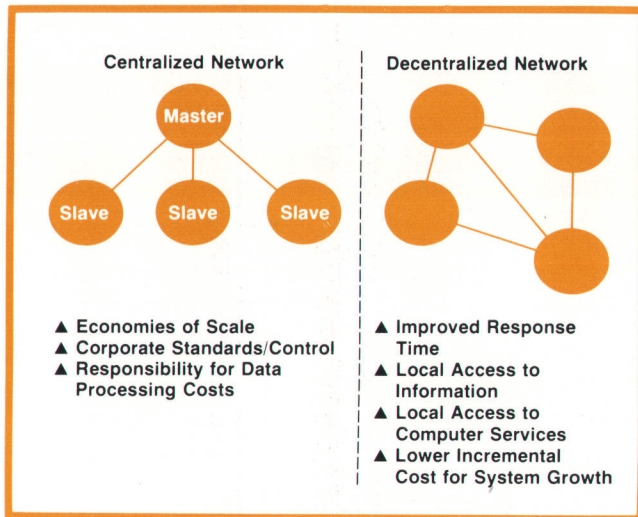 Centralized Network
Master
Slave Slave Slave
▲ Economies of Scale
▲ Corporate Standards/Control
▲ Responsibility for Data
Processing Costs
Decentralized Network
▲ Improved Response
Time
▲ Local Access to
Information
▲ Local Access to
Computer Services
▲ Lower Incremental
Cost for System Growth